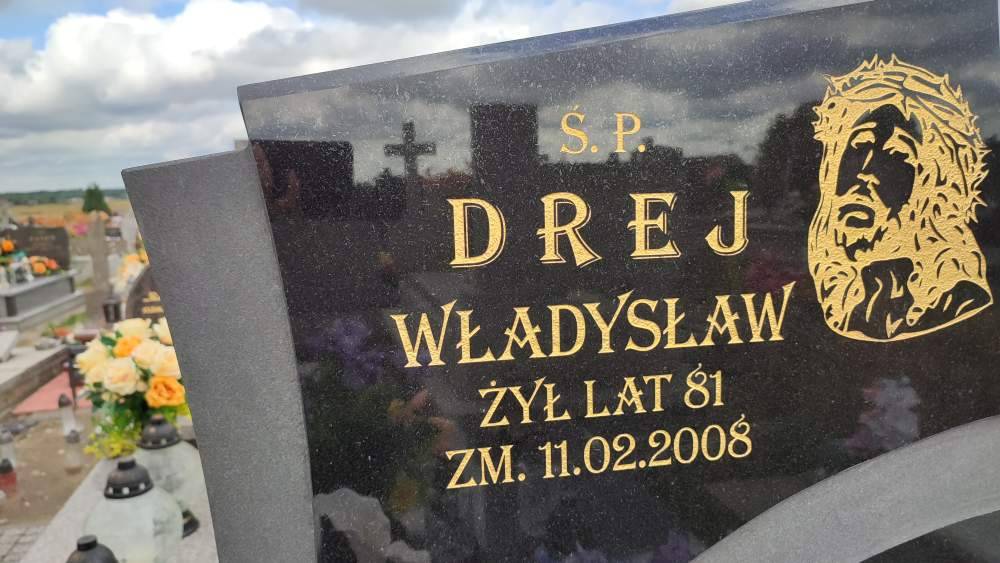 Ś. P.
DREJ
WŁADYSŁAW
ŻYŁ LAT 81
ZM. 11.02.2008